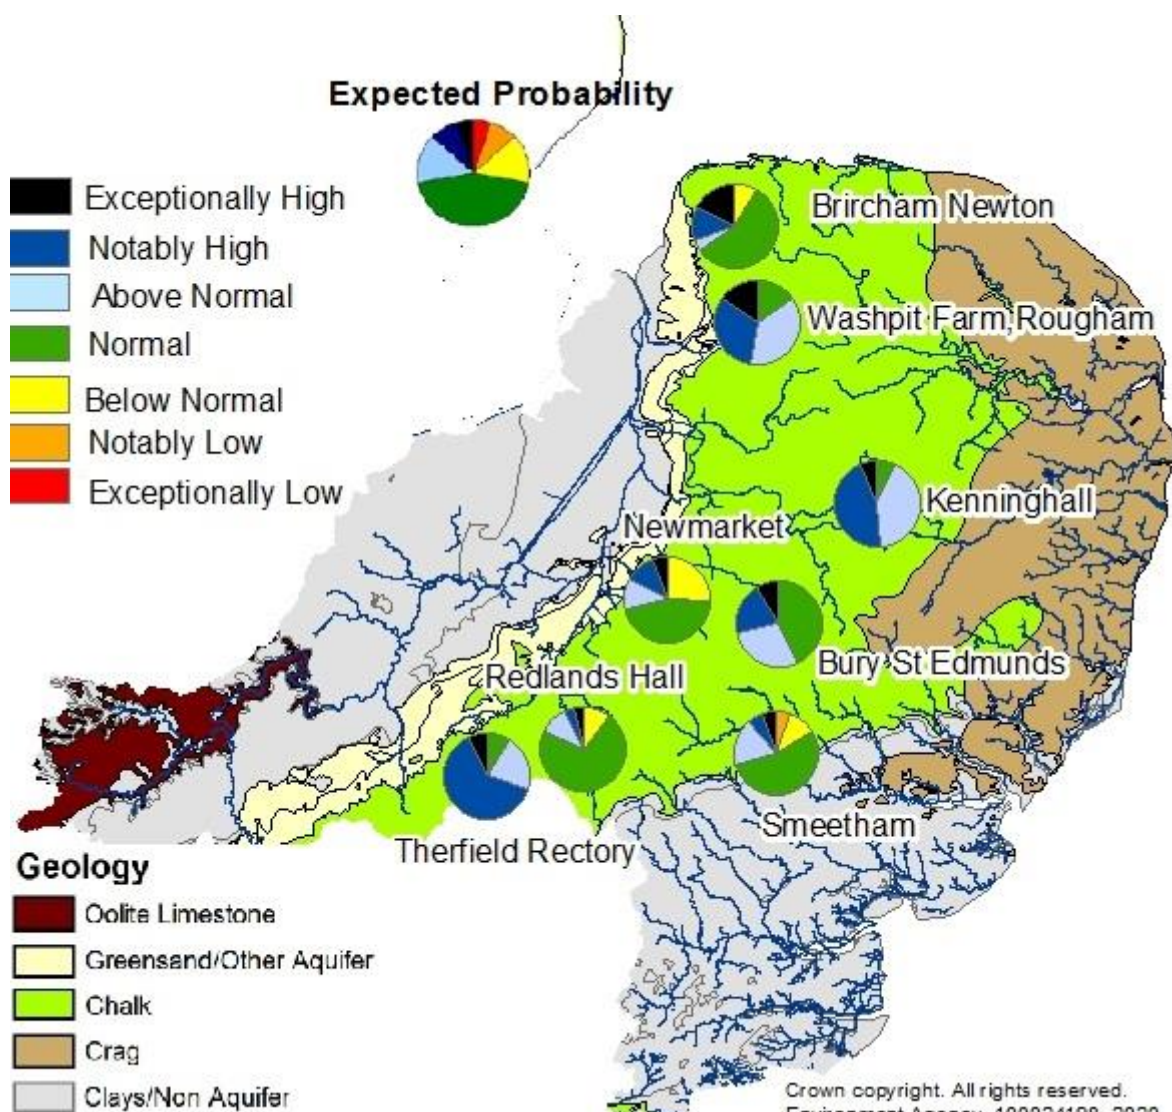 Expected Probability
Exceptionally High
Notably High
Above Normal
Normal
Below Normal
Notably Low
Exceptionally Low
Brircham Newton
Washpit Farm,Rougham
Kenninghall
Newmarket
Bury St Edmunds
Redlands Hall
Smeetham
Therfield Rectory
Geology
Oolite Limestone
Greensand/Other Aquifer
Chalk
Crag
Clays/Non Aquifer
Crown copyright. All rights reserved.
Environment Agency